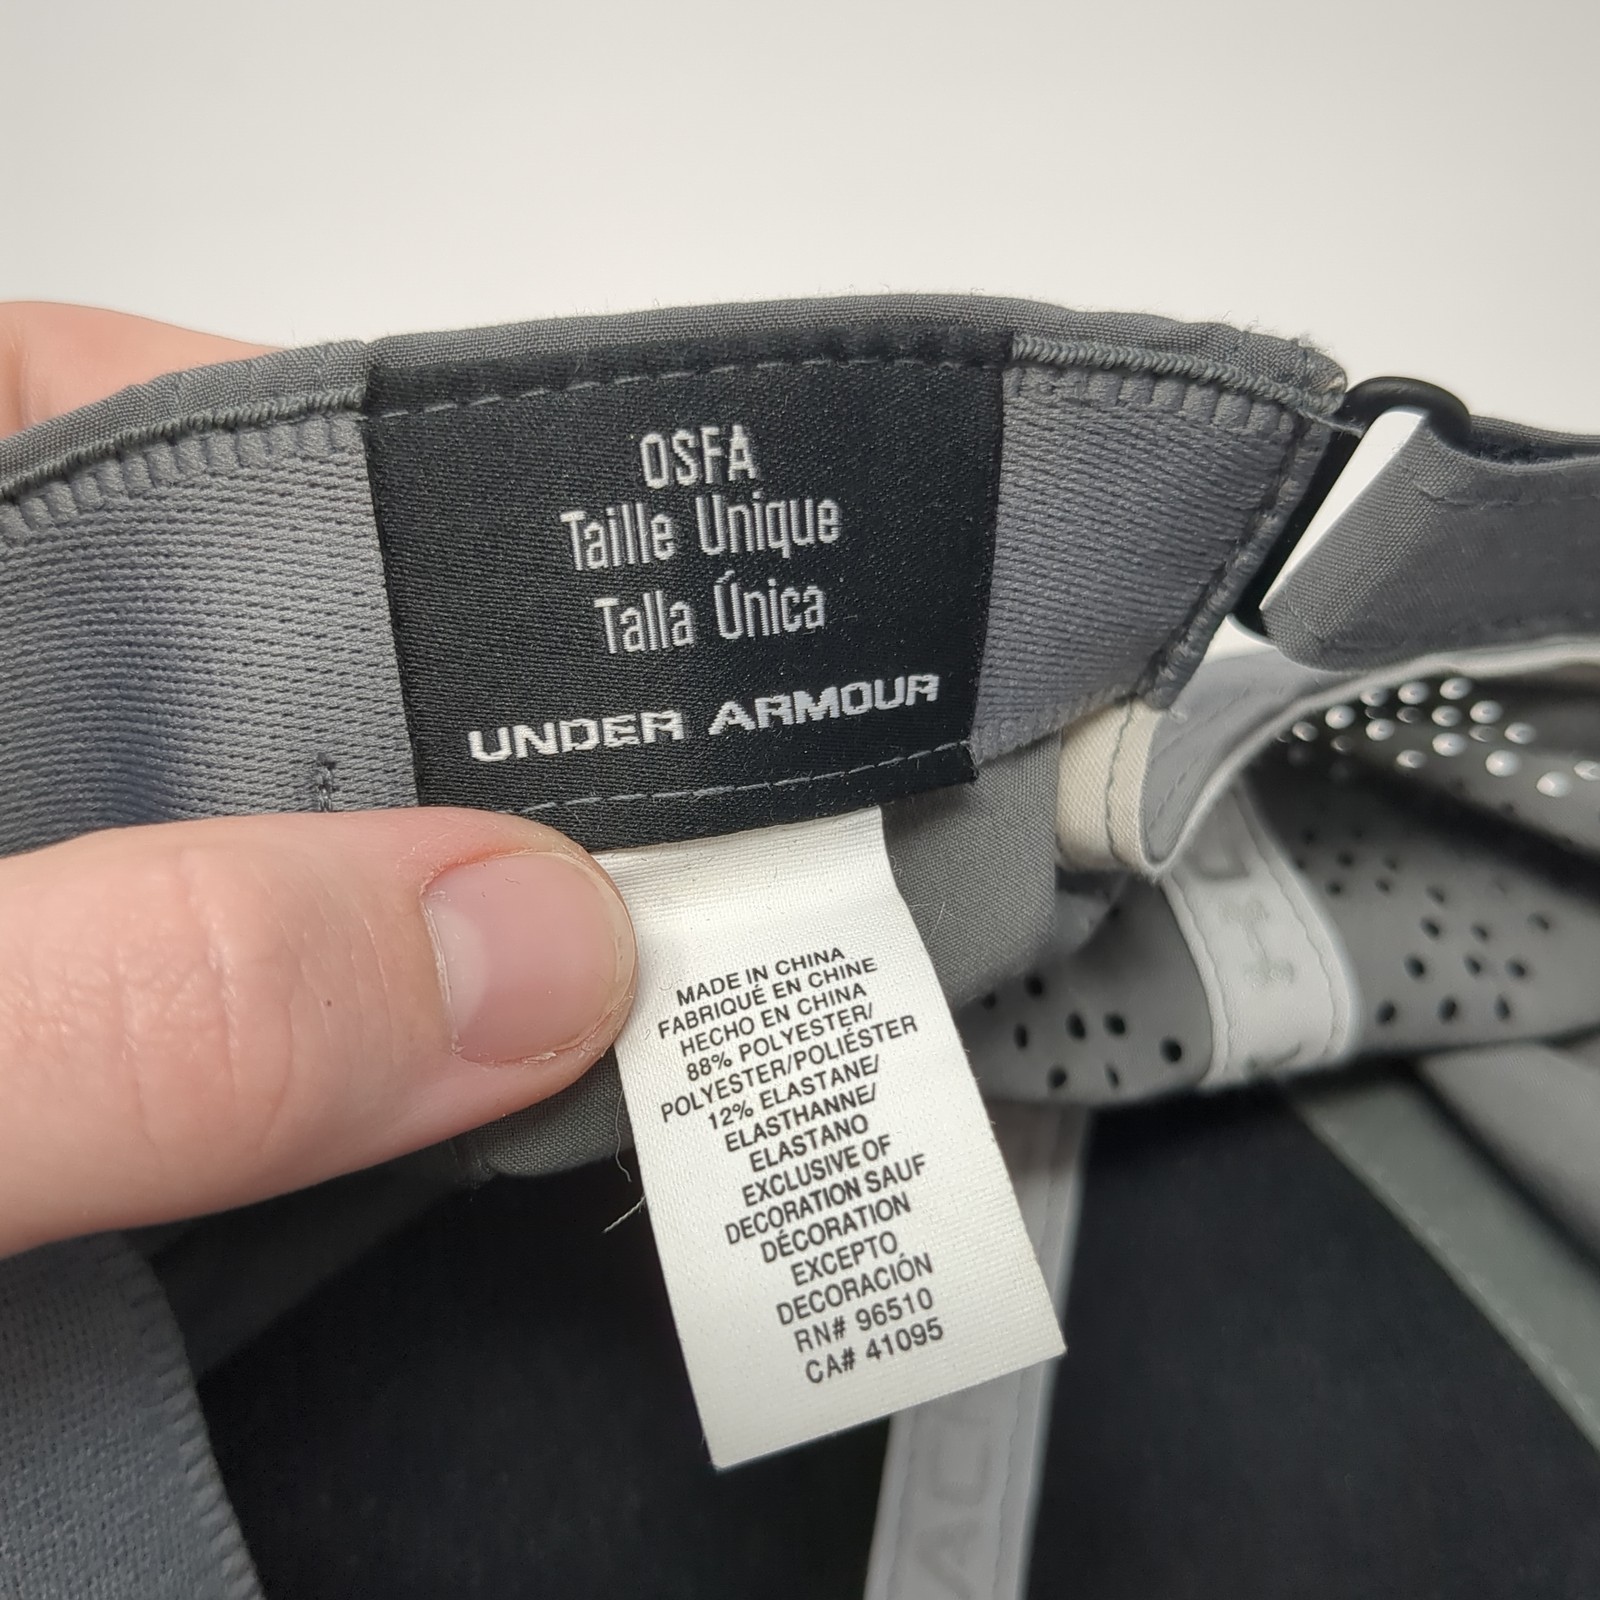 OSFA
Taille Unique
Talla Única
UNDER ARMOUR
MADE IN CHINA
FABRIQUÉ EN CHINE
HECHO EN CHINA
88% POLYESTER/
POLYESTER/POLIÉSTER
12% ELASTANE/
ELASTHANNE/
ELASTANO
EXCLUSIVE OF
DECORATION SAUF
DÉCORATION
EXCEPTO
DECORACIÓN
RN# 96510
CA# 41095